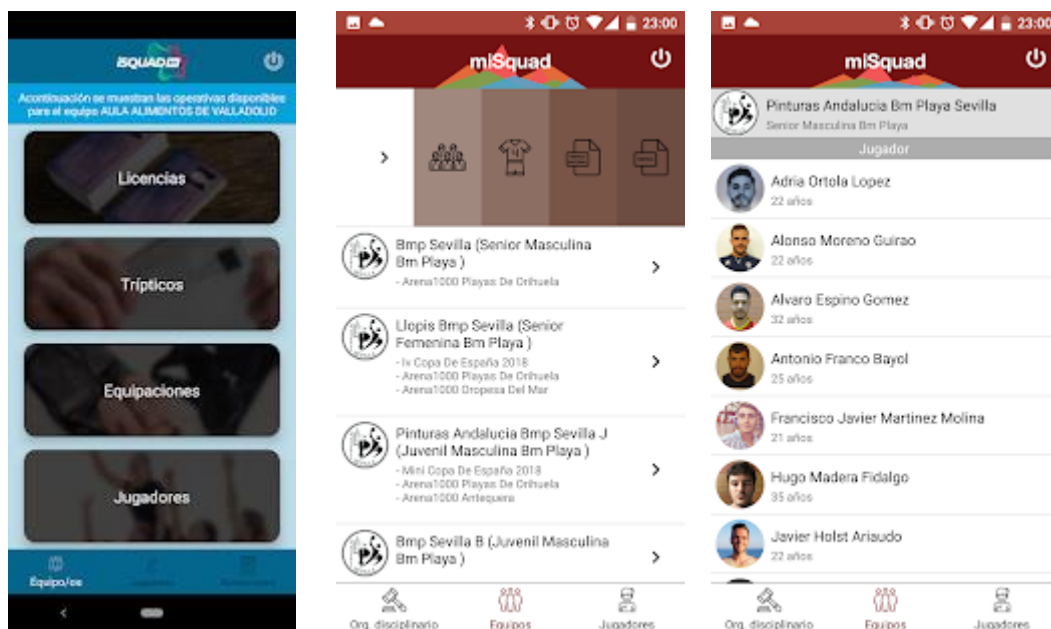 iSQUAD
Acontinuación se muestran las operativas disponibles
para el equipo AULA ALIMENTOS DE VALLADOLID
Licencias
Trípticos
Equipaciones
Jugadores
Equipo/os
23:00
miSquad
Bmp Sevilla (Senior Masculina
Bm Playa )
- Arena1000 Playas De Orihuela
Llopis Bmp Sevilla (Senior
Femenina Bm Playa )
- Iv Copa De España 2018
- Arena1000 Playas De Orihuela
- Arena1000 Oropesa Del Mar
Pinturas Andalucia Bmp Sevilla J
(Juvenil Masculina Bm Playa )
- Mini Copa De España 2018
- Arena1000 Playas De Orihuela
- Arena1000 Antequera
Bmp Sevilla B (Juvenil Masculina
Bm Playa )
Org. disciplinario
Equipos
Jugadores
23:00
miSquad
Pinturas Andalucia Bm Playa Sevilla
Senior Masculina Bm Playa
Jugador
Adria Ortola Lopez
22 años
Alonso Moreno Guirao
22 años
Alvaro Espino Gomez
32 años
Antonio Franco Bayol
25 años
Francisco Javier Martinez Molina
21 años
Hugo Madera Fidalgo
35 años
Javier Holst Ariaudo
22 años
Org. disciplinario
Equipos
Jugadores